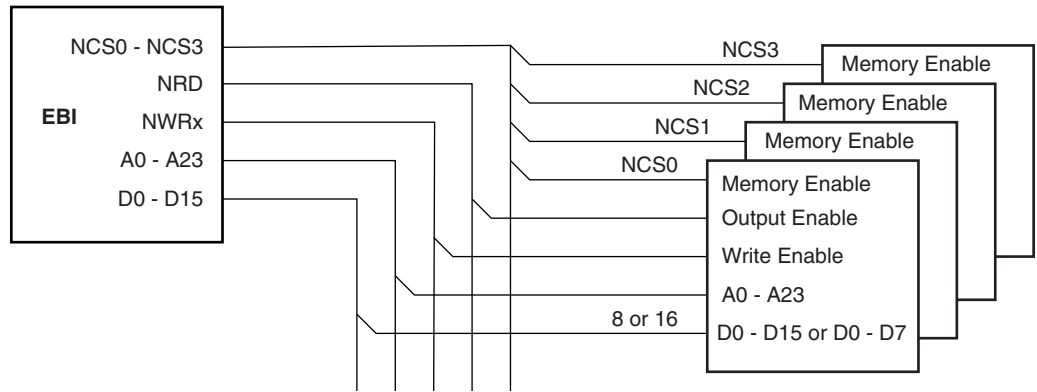 NCS0 - NCS3
NRD
EBI
NWRx
A0 - A23
D0 - D15
NCS3
Memory Enable
NCS2
Memory Enable
NCS1
Memory Enable
NCS0
Memory Enable
Output Enable
Write Enable
A0 - A23
8 or 16
D0 - D15 or D0 - D7